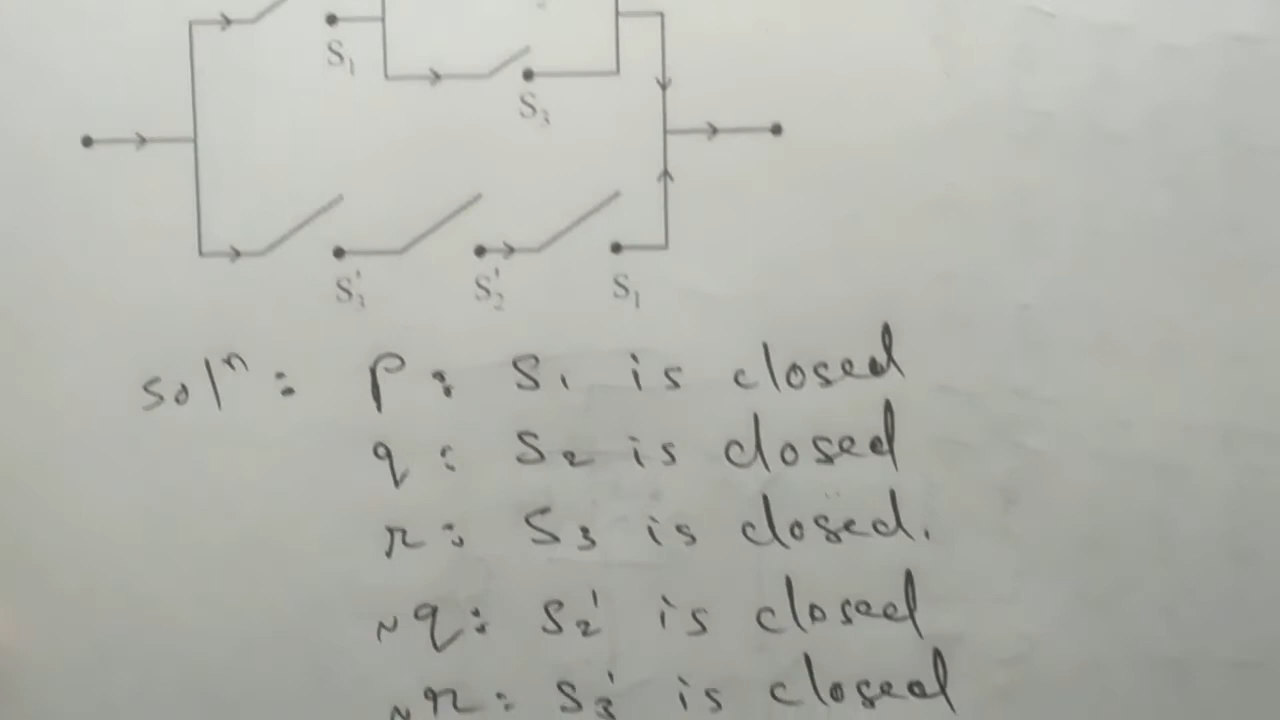 S₁
S₃
S₃' S₂' S₁
solⁿ : p : S₁ is closed
q : S₂ is closed
r : S₃ is closed.
~q : S₂' is closed
~r : S₃' is closed